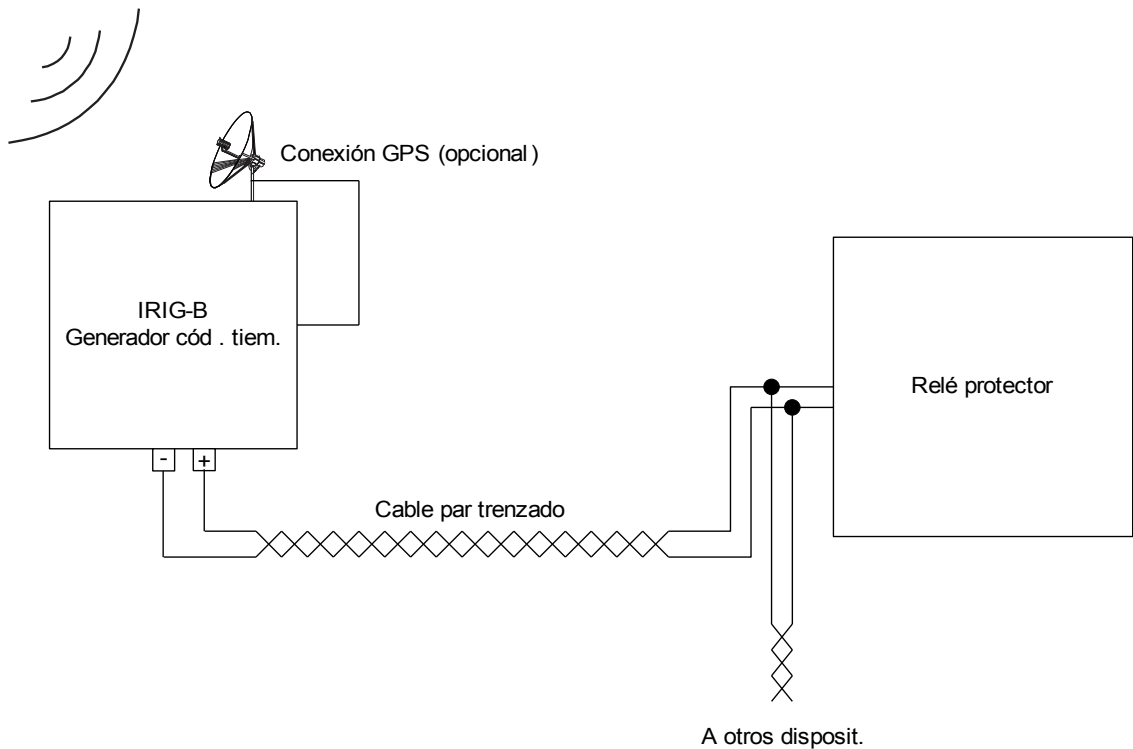 Conexión GPS (opcional)
IRIG-B
Generador cód . tiem.
Relé protector
- +
Cable par trenzado
A otros disposit.